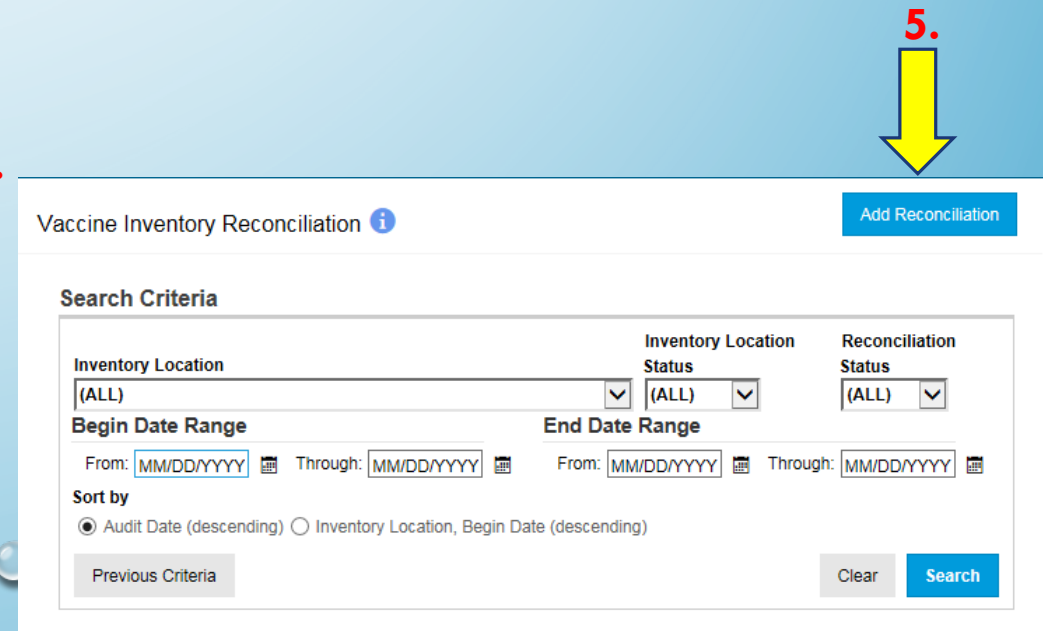 5.
Vaccine Inventory Reconciliation i
Add Reconciliation
Search Criteria
Inventory Location
Inventory Location Status
Reconciliation Status
(ALL)
(ALL)
(ALL)
Begin Date Range
End Date Range
From: MM/DD/YYYY Through: MM/DD/YYYY
From: MM/DD/YYYY Through: MM/DD/YYYY
Sort by
Audit Date (descending) Inventory Location, Begin Date (descending)
Previous Criteria
Clear
Search